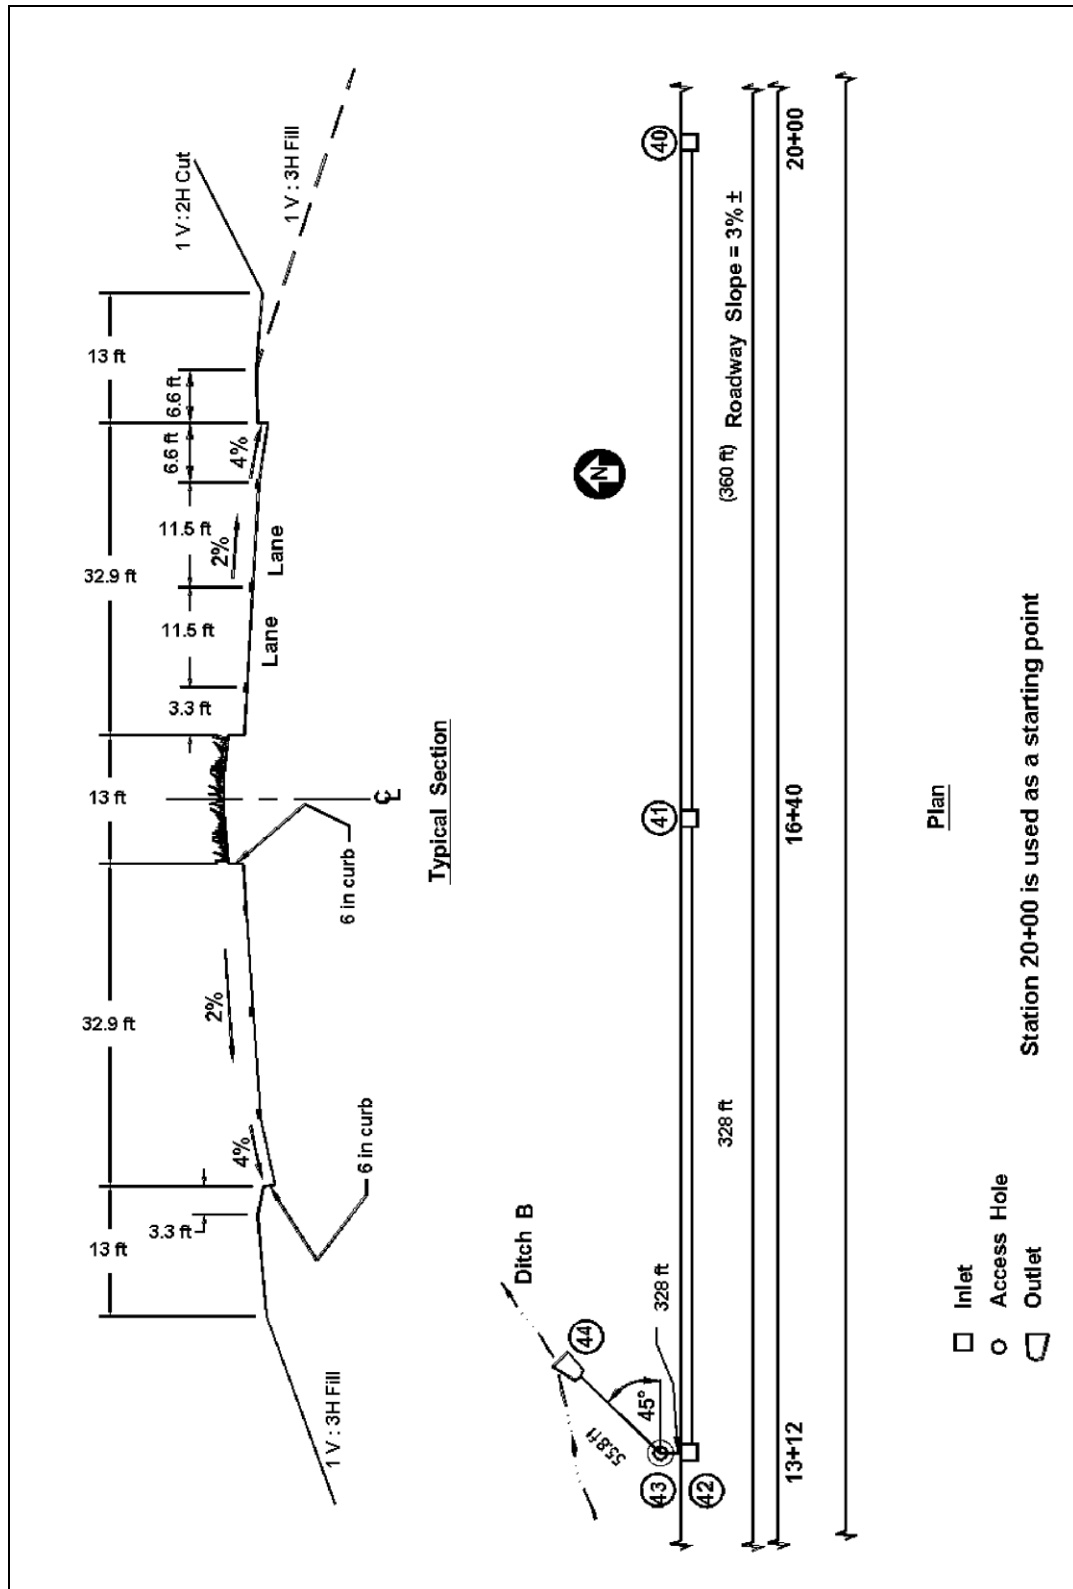 13 ft
32.9 ft
13 ft
32.9 ft
13 ft
3.3 ft
4%
2%
3.3 ft
11.5 ft
11.5 ft
6.6 ft
6.6 ft
2%
4%
Lane
Lane
1 V : 3H Fill
6 in curb
6 in curb
℄
1 V : 2H Cut
1 V : 3H Fill
Typical Section
Ditch B
44
N
55.8 ft
45°
328 ft
43
42
41
40
328 ft
(360 ft) Roadway Slope = 3% ±
13+12
16+40
20+00
Plan
Inlet
Access Hole
Outlet
Station 20+00 is used as a starting point